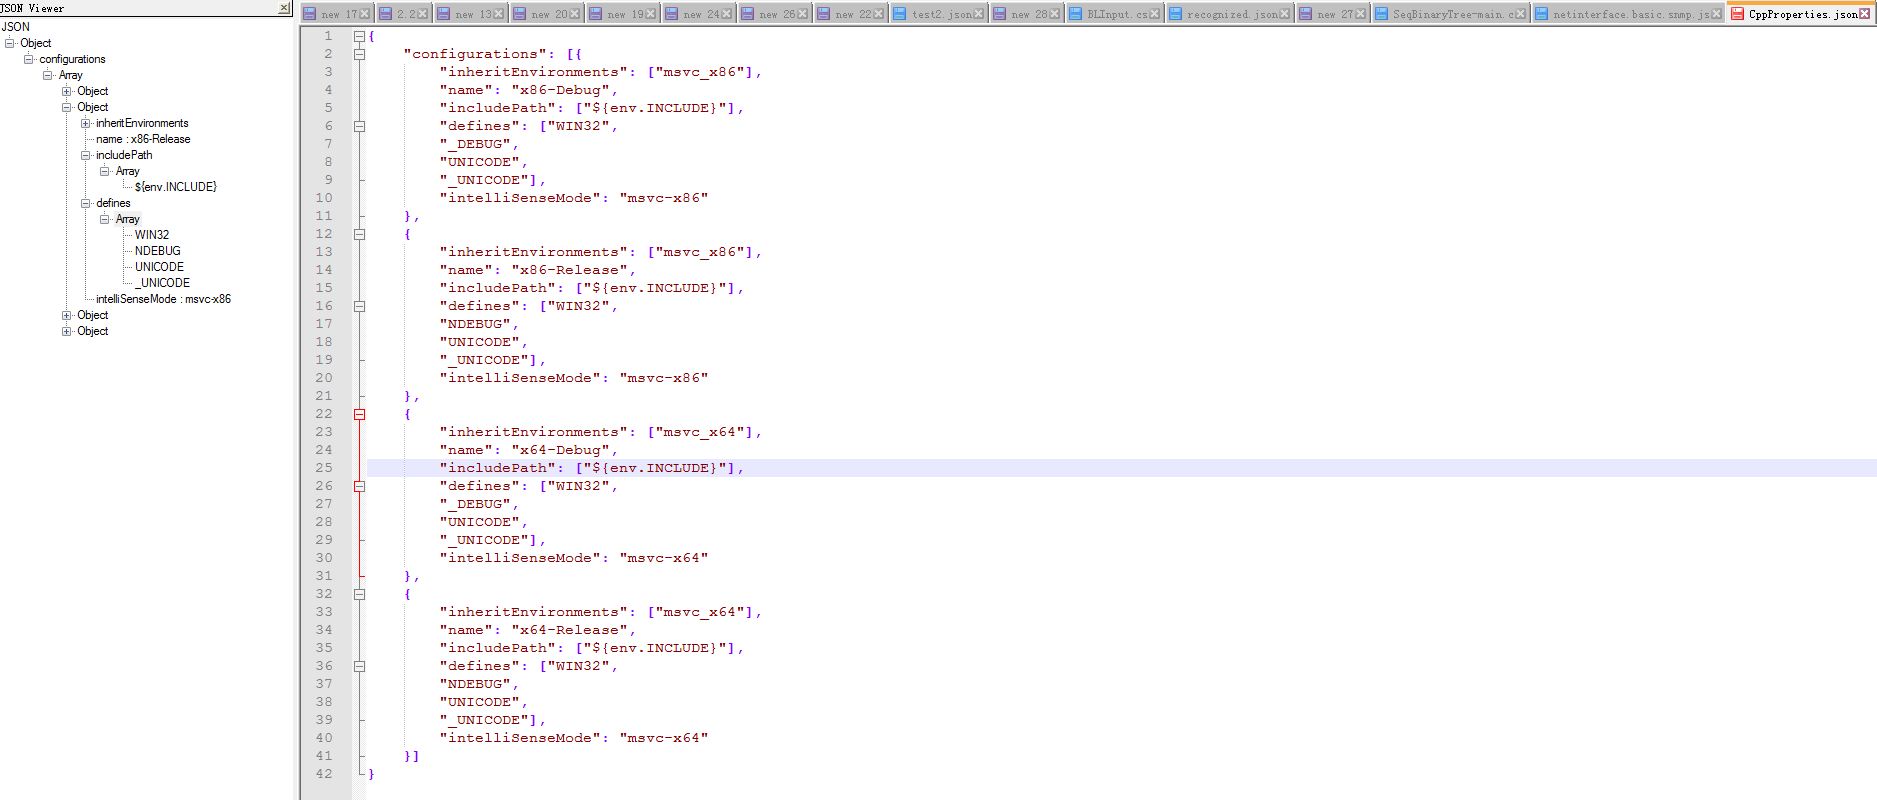 JSON Viewer
JSON
Object
configurations
Array
Object
Object
inheritEnvironments
name : x86-Release
includePath
Array
${env.INCLUDE}
defines
Array
WIN32
NDEBUG
UNICODE
_UNICODE
intelliSenseMode : msvc-x86
Object
Object
new 17 2.2 new 13 new 20 new 19 new 24 new 26 new 22 test2.json new 28 BLInput.cs recognized.json new 27 SeqBinaryTree-main.c netinterface.basic.snmp.js CppProperties.json
1 {
2 "configurations": [{
3 "inheritEnvironments": ["msvc_x86"],
4 "name": "x86-Debug",
5 "includePath": ["${env.INCLUDE}"],
6 "defines": ["WIN32",
7 "_DEBUG",
8 "UNICODE",
9 "_UNICODE"],
10 "intelliSenseMode": "msvc-x86"
11 },
12 {
13 "inheritEnvironments": ["msvc_x86"],
14 "name": "x86-Release",
15 "includePath": ["${env.INCLUDE}"],
16 "defines": ["WIN32",
17 "NDEBUG",
18 "UNICODE",
19 "_UNICODE"],
20 "intelliSenseMode": "msvc-x86"
21 },
22 {
23 "inheritEnvironments": ["msvc_x64"],
24 "name": "x64-Debug",
25 "includePath": ["${env.INCLUDE}"],
26 "defines": ["WIN32",
27 "_DEBUG",
28 "UNICODE",
29 "_UNICODE"],
30 "intelliSenseMode": "msvc-x64"
31 },
32 {
33 "inheritEnvironments": ["msvc_x64"],
34 "name": "x64-Release",
35 "includePath": ["${env.INCLUDE}"],
36 "defines": ["WIN32",
37 "NDEBUG",
38 "UNICODE",
39 "_UNICODE"],
40 "intelliSenseMode": "msvc-x64"
41 }]
42 }